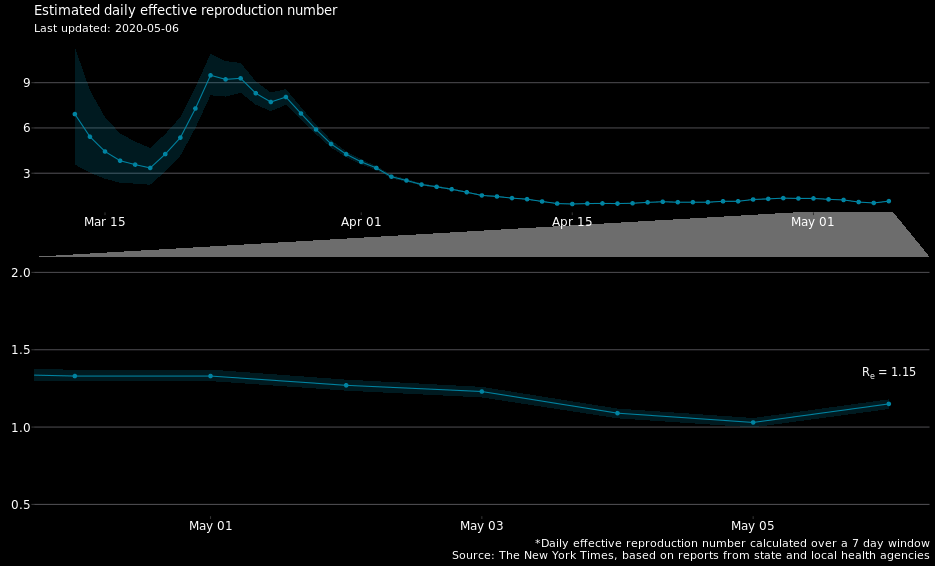 Estimated daily effective reproduction number
Last updated: 2020-05-06
9
6
3
Mar 15 Apr 01 Apr 15 May 01
2.0
1.5
Re = 1.15
1.0
0.5
May 01 May 03 May 05
*Daily effective reproduction number calculated over a 7 day window
Source: The New York Times, based on reports from state and local health agencies